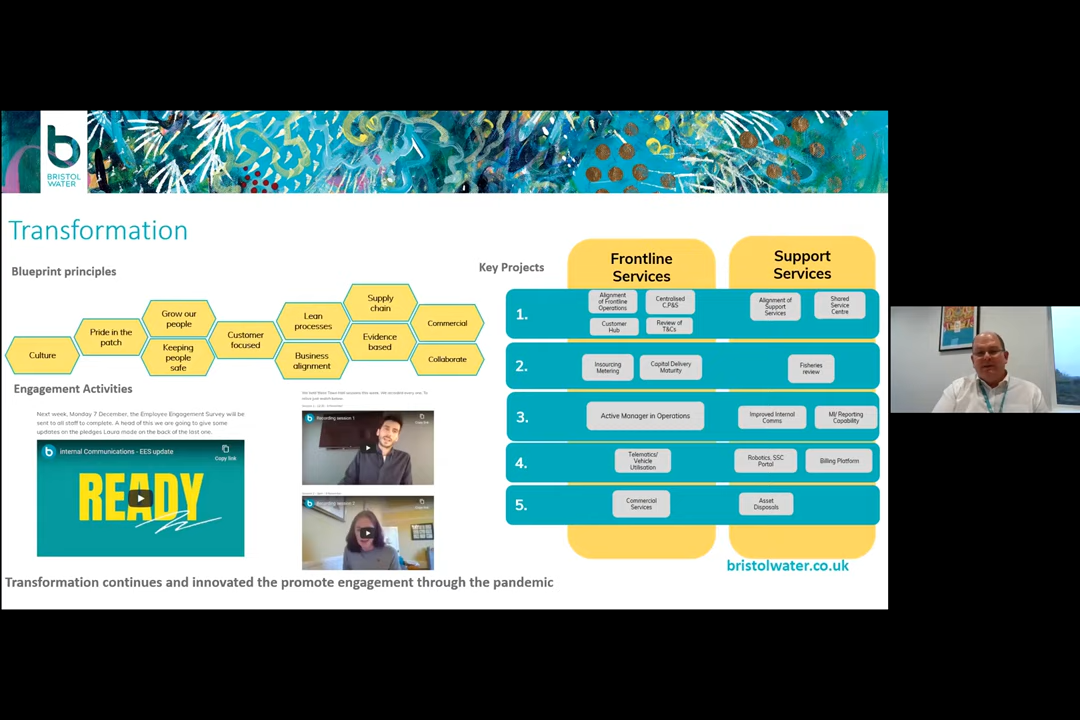 BRISTOL
WATER
Transformation
Blueprint principles
Culture
Pride in the
patch
Grow our
people
Keeping
people
safe
Customer
focused
Lean
processes
Business
alignment
Supply
chain
Evidence
based
Commercial
Collaborate
Engagement Activities
Next week, Monday 7 December, the Employee Engagement Survey will be
sent to all staff to complete. A head of this we are going to give some
updates on the pledges Laura made on the back of the last one.
internal Communications - EES update
Copy link
READY
Recording session 1
Copy link
Key Projects
Frontline
Services
Support
Services
1.
Alignment
of Frontline
Operations
Centralised
C,P&S
Customer
Hub
Review of
T&Cs
Alignment of
Support
Services
Shared
Service
Centre
2.
Insourcing
Metering
Capital Delivery
Maturity
Fisheries
review
3.
Active Manager in Operations
Improved Internal
Comms
MI/ Reporting
Capability
4.
Telematics/
Vehicle
Utilisation
Robotics, SSC
Portal
Billing Platform
5.
Commercial
Services
Asset
Disposals
bristolwater.co.uk
Transformation continues and innovated the promote engagement through the pandemic